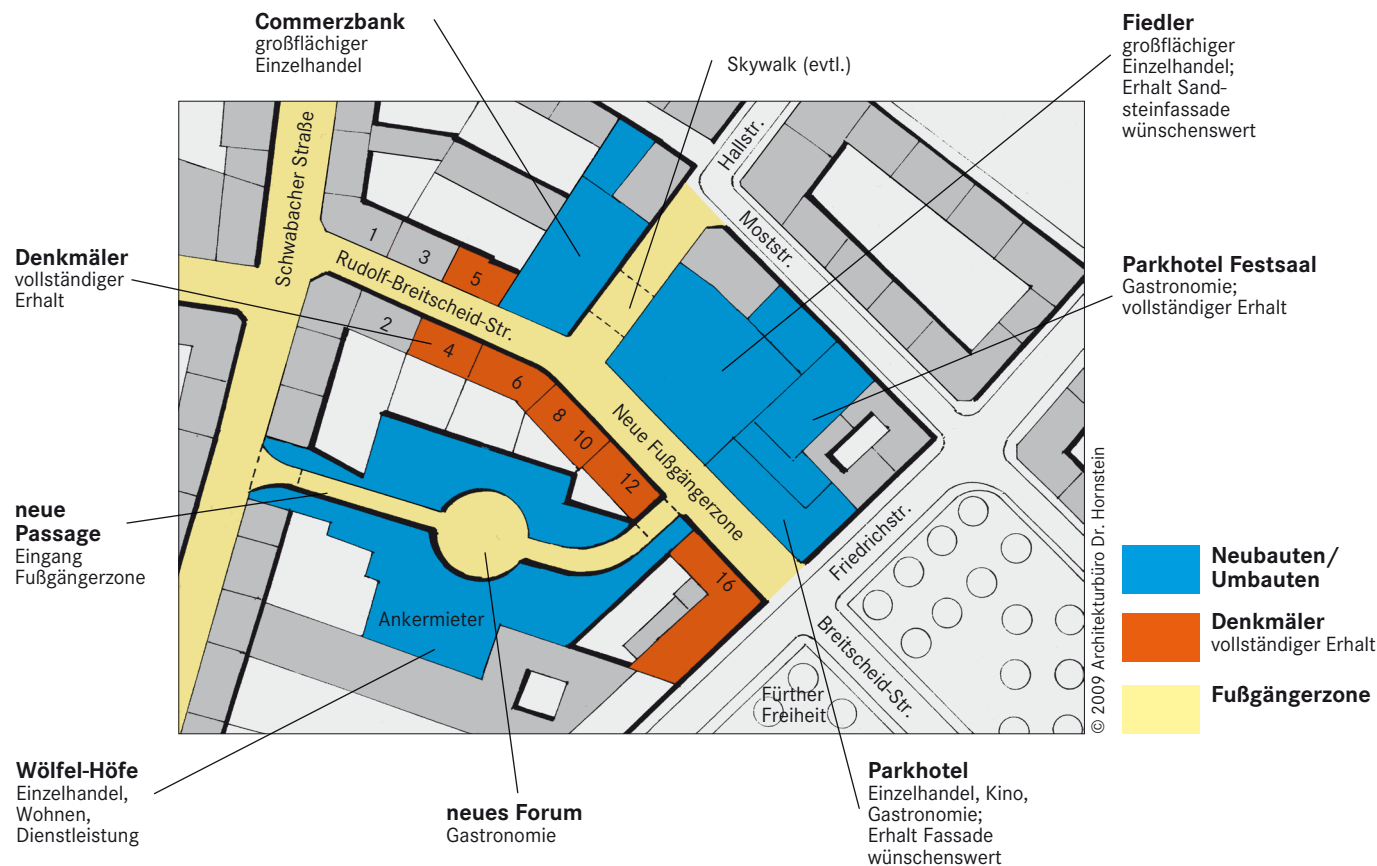 Commerzbank
großflächiger
Einzelhandel
Skywalk (evtl.)
Fiedler
großflächiger
Einzelhandel;
Erhalt Sand-
steinfassade
wünschenswert
Denkmäler
vollständiger
Erhalt
Parkhotel Festsaal
Gastronomie;
vollständiger Erhalt
neue
Passage
Eingang
Fußgängerzone
Schwabacher Straße
Hallstr.
Moststr.
1
3
5
Rudolf-Breitscheid-Str.
2
4
6
8
10
12
16
Neue Fußgängerzone
Friedrichstr.
Breitscheid-Str.
Ankermieter
Fürther
Freiheit
© 2009 Architekturbüro Dr. Hornstein
Neubauten/
Umbauten
Denkmäler
vollständiger Erhalt
Fußgängerzone
Wölfel-Höfe
Einzelhandel,
Wohnen,
Dienstleistung
neues Forum
Gastronomie
Parkhotel
Einzelhandel, Kino,
Gastronomie;
Erhalt Fassade
wünschenswert